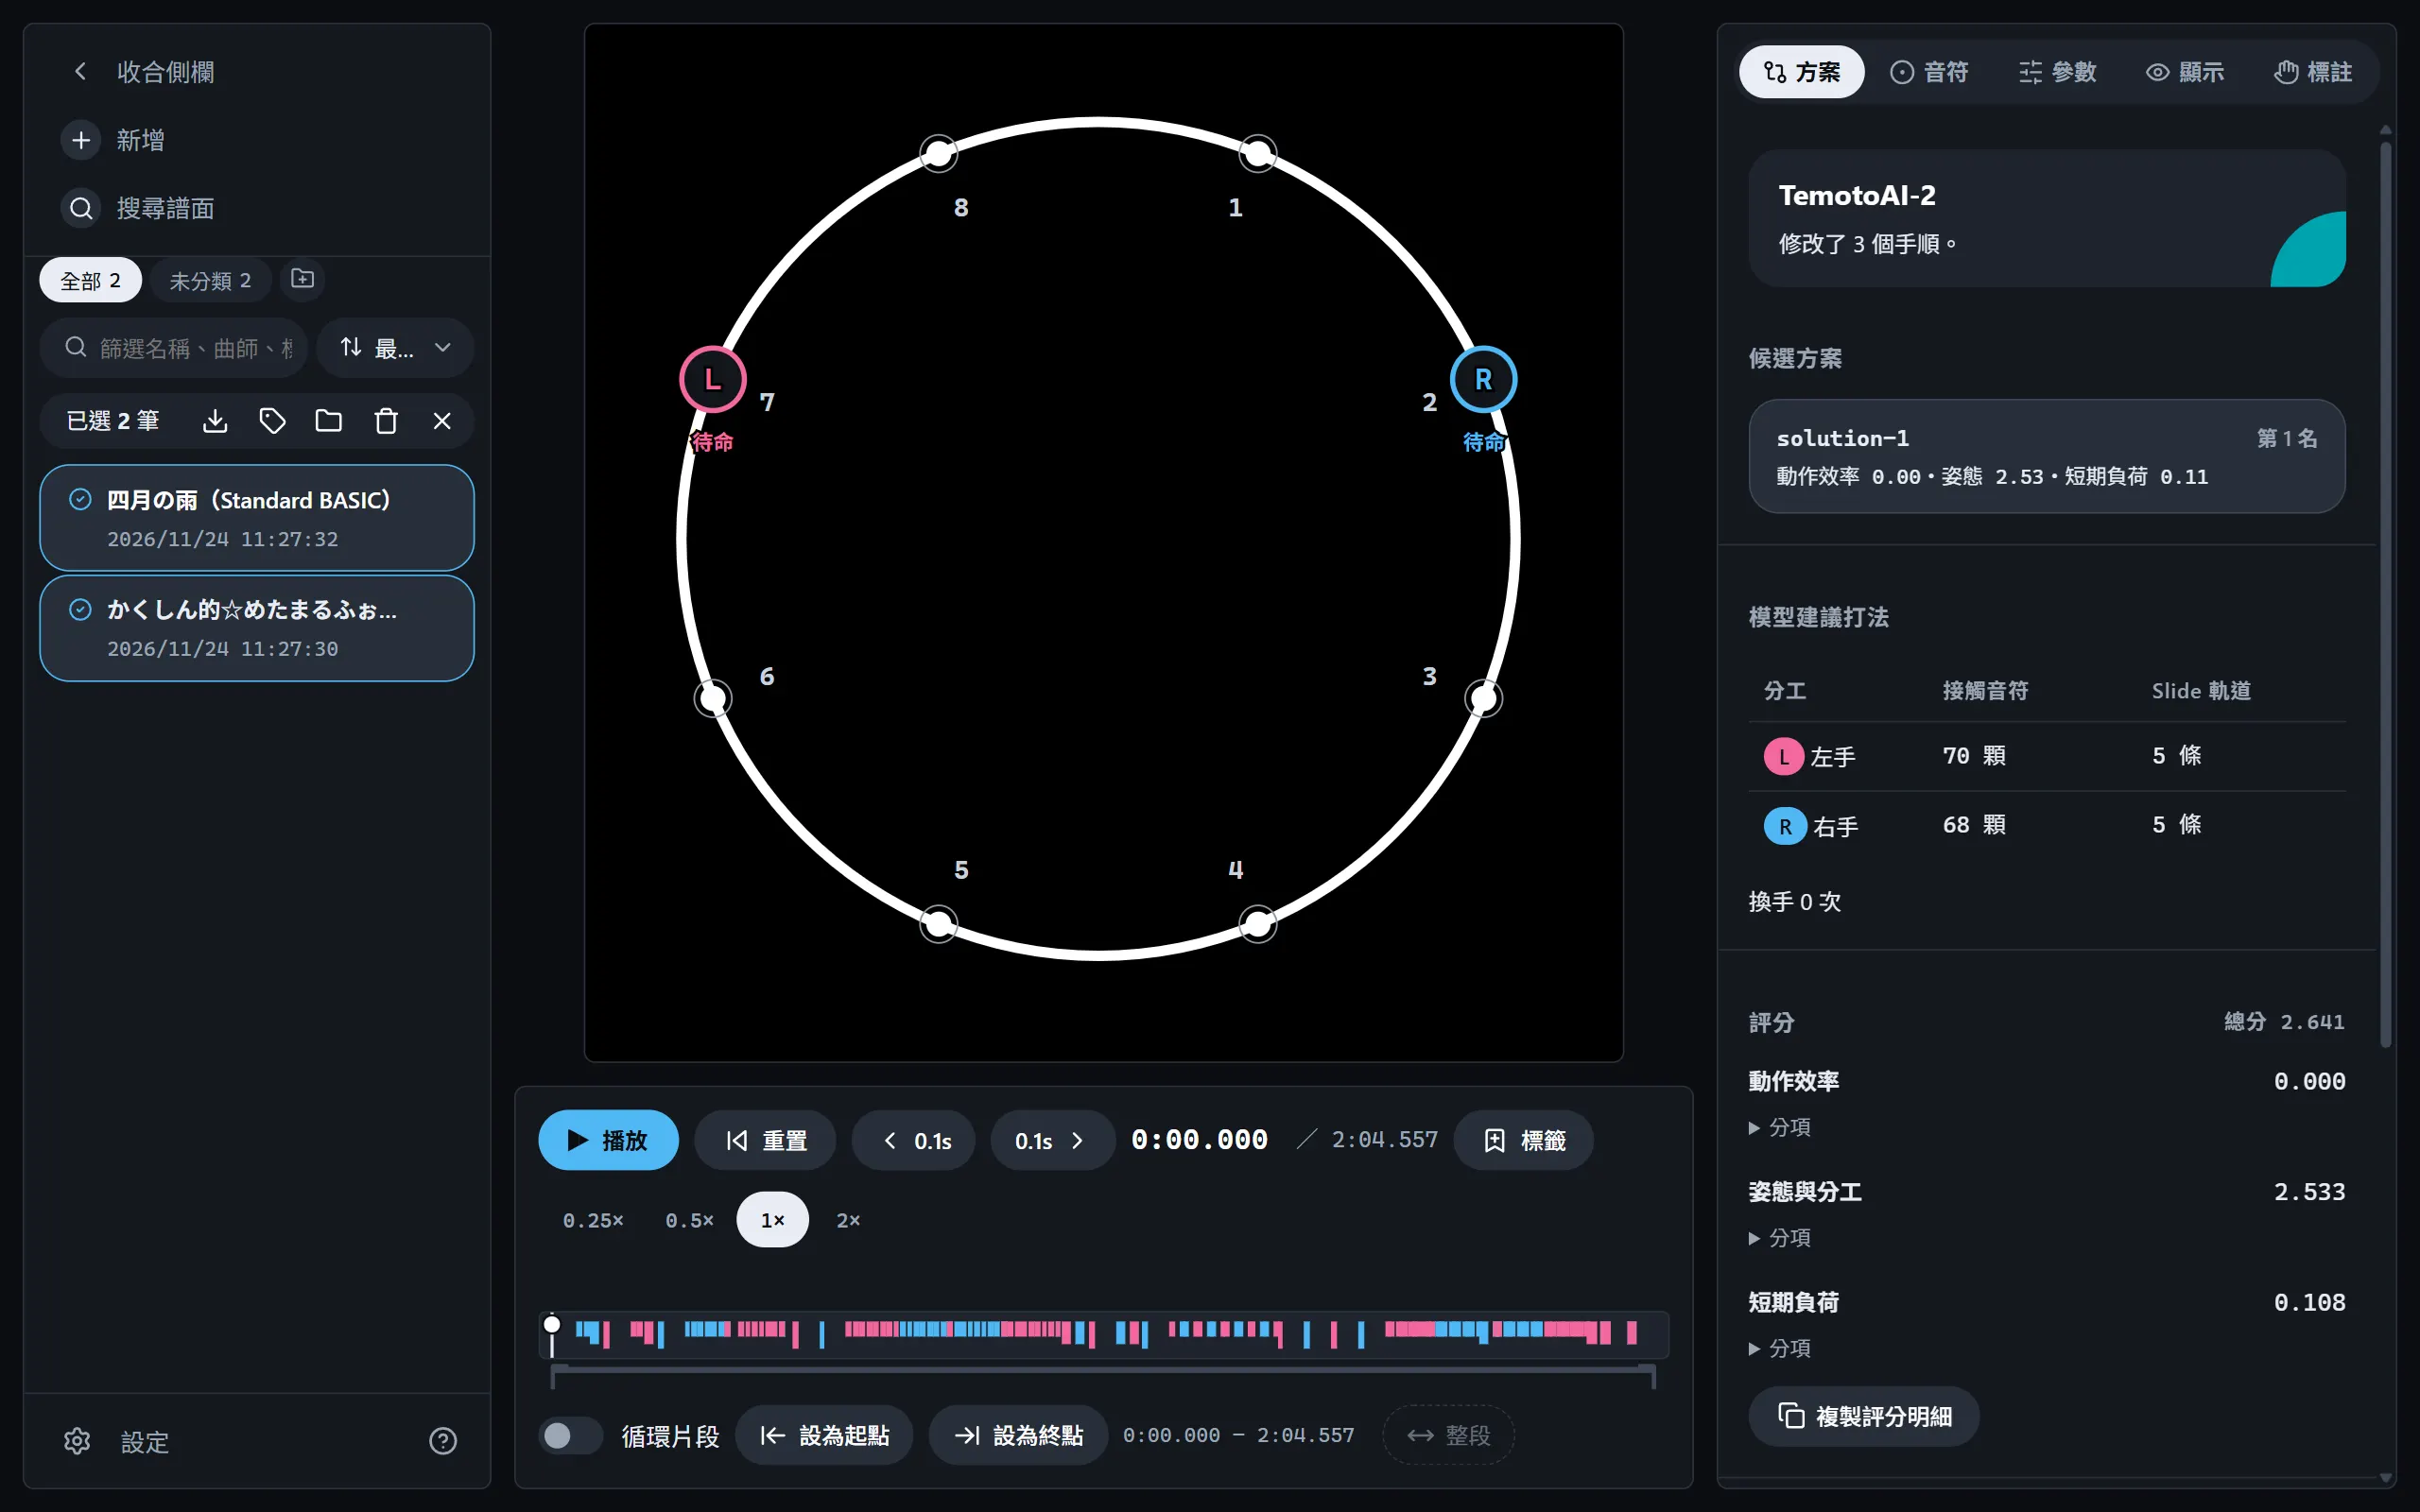 收合側欄
新增
搜尋譜面
全部 2
未分類 2
篩選名稱、曲師、
最...
已選 2 筆
四月の雨（Standard BASIC）
2026/11/24 11:27:32
かくしん的☆めたまるふぉ...
2026/11/24 11:27:30
設定
8
1
L
7
待命
R
2
待命
6
3
5
4
播放
重置
0.1s
0.1s
0:00.000 ／ 2:04.557
標籤
0.25×
0.5×
1×
2×
循環片段
設為起點
設為終點
0:00.000 – 2:04.557
整段
方案
音符
參數
顯示
標註
TemotoAI-2
修改了 3 個手順。
候選方案
solution-1
第 1 名
動作效率 0.00・姿態 2.53・短期負荷 0.11
模型建議打法
分工 接觸音符 Slide 軌道
L 左手 70 顆 5 條
R 右手 68 顆 5 條
換手 0 次
評分 總分 2.641
動作效率 0.000
分項
姿態與分工 2.533
分項
短期負荷 0.108
分項
複製評分明細